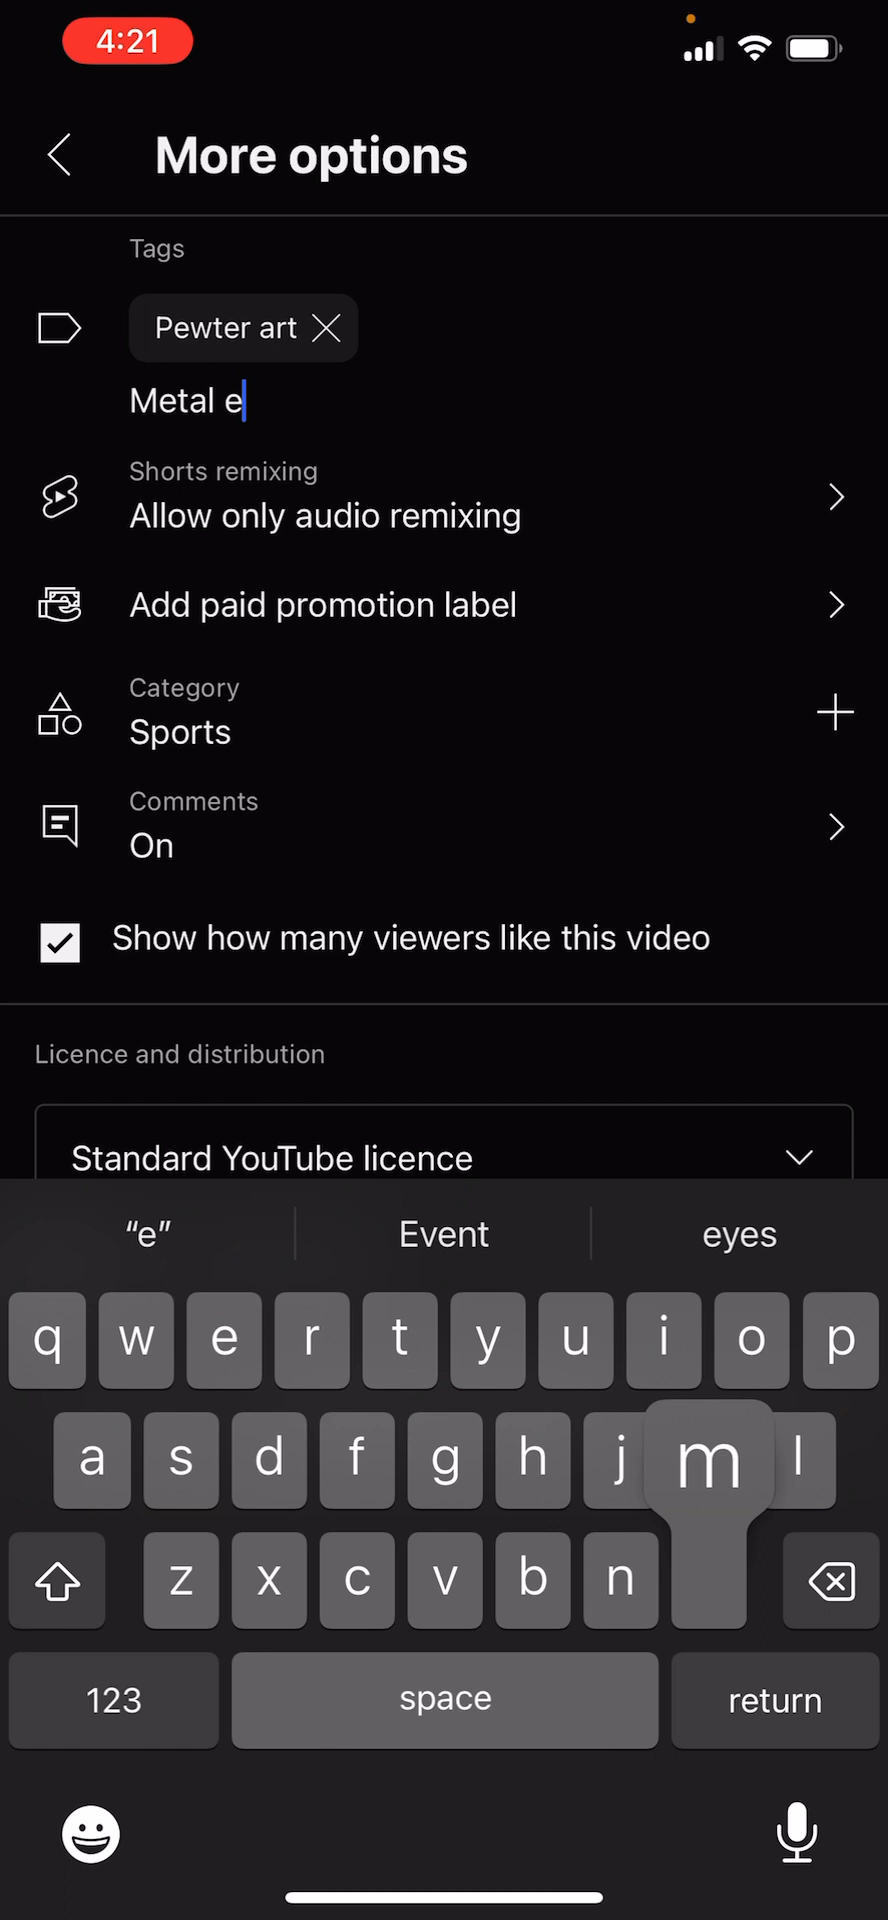 4:21
More options
Tags
Pewter art
Metal e
Shorts remixing
Allow only audio remixing
Add paid promotion label
Category
Sports
Comments
On
Show how many viewers like this video
Licence and distribution
Standard YouTube licence
“e” Event eyes
q w e r t y u i o p
a s d f g h j m l
z x c v b n
123 space return